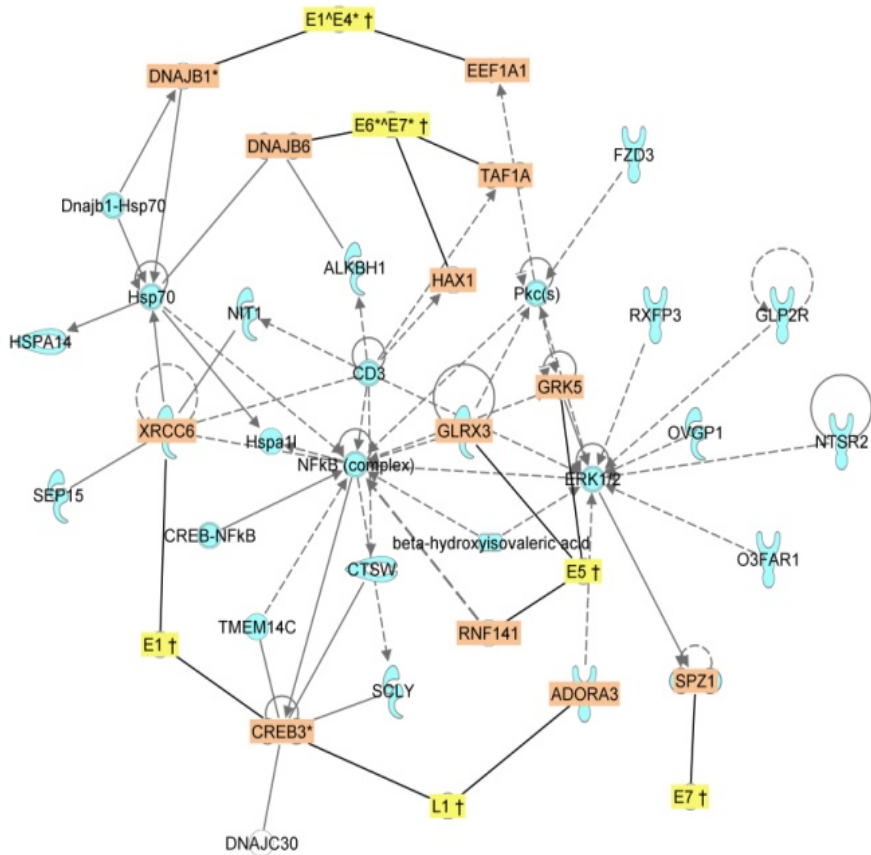 E1^E4* †
DNAJB1*
EEF1A1
E6*^E7* †
DNAJB6
FZD3
TAF1A
Dnajb1-Hsp70
ALKBH1
HAX1
Hsp70
Pkc(s)
NIT1
RXFP3
GLP2R
HSPA14
CD3
GRK5
XRCC6
GLRX3
OVGP1
Hspa1l
NTSR2
NFkB (complex)
ERK1/2
SEP15
CREB-NFkB
beta-hydroxyisovaleric acid
O3FAR1
CTSW
E5 †
TMEM14C
RNF141
E1 †
SCLY
ADORA3
SPZ1
CREB3*
L1 †
E7 †
DNAJC30